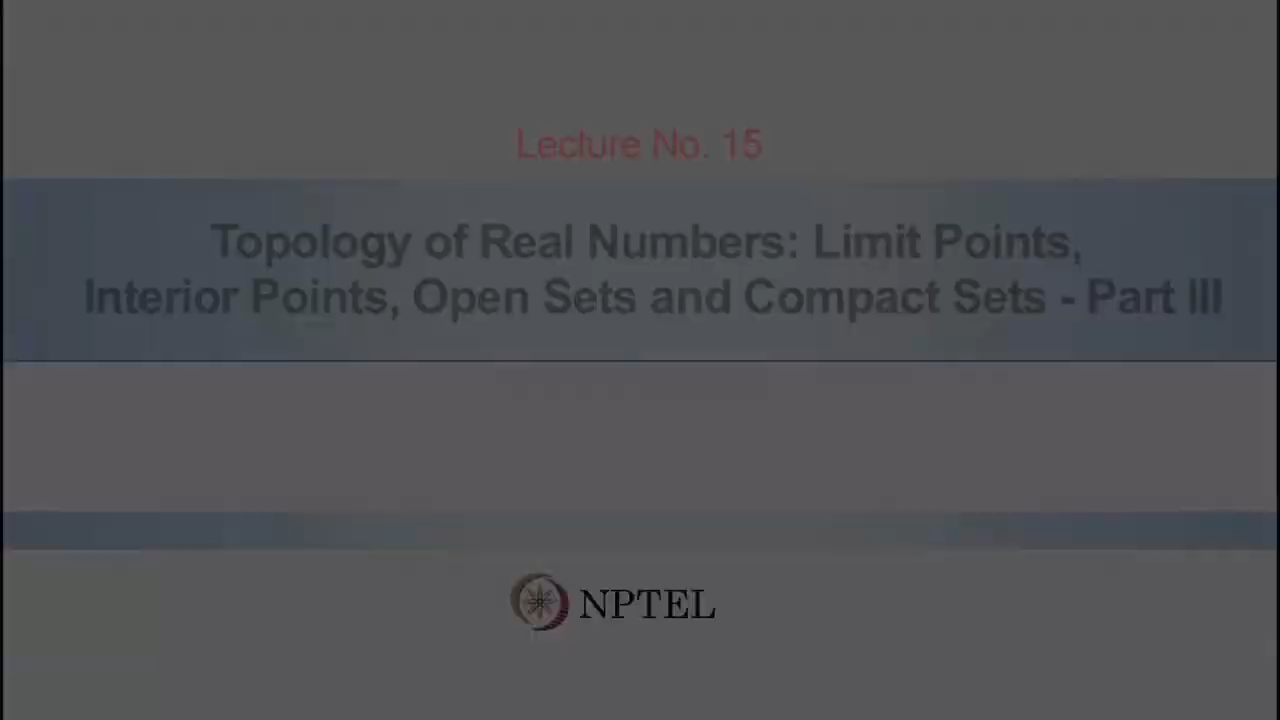 Lecture No. 15
Topology of Real Numbers: Limit Points,
Interior Points, Open Sets and Compact Sets - Part III
NPTEL